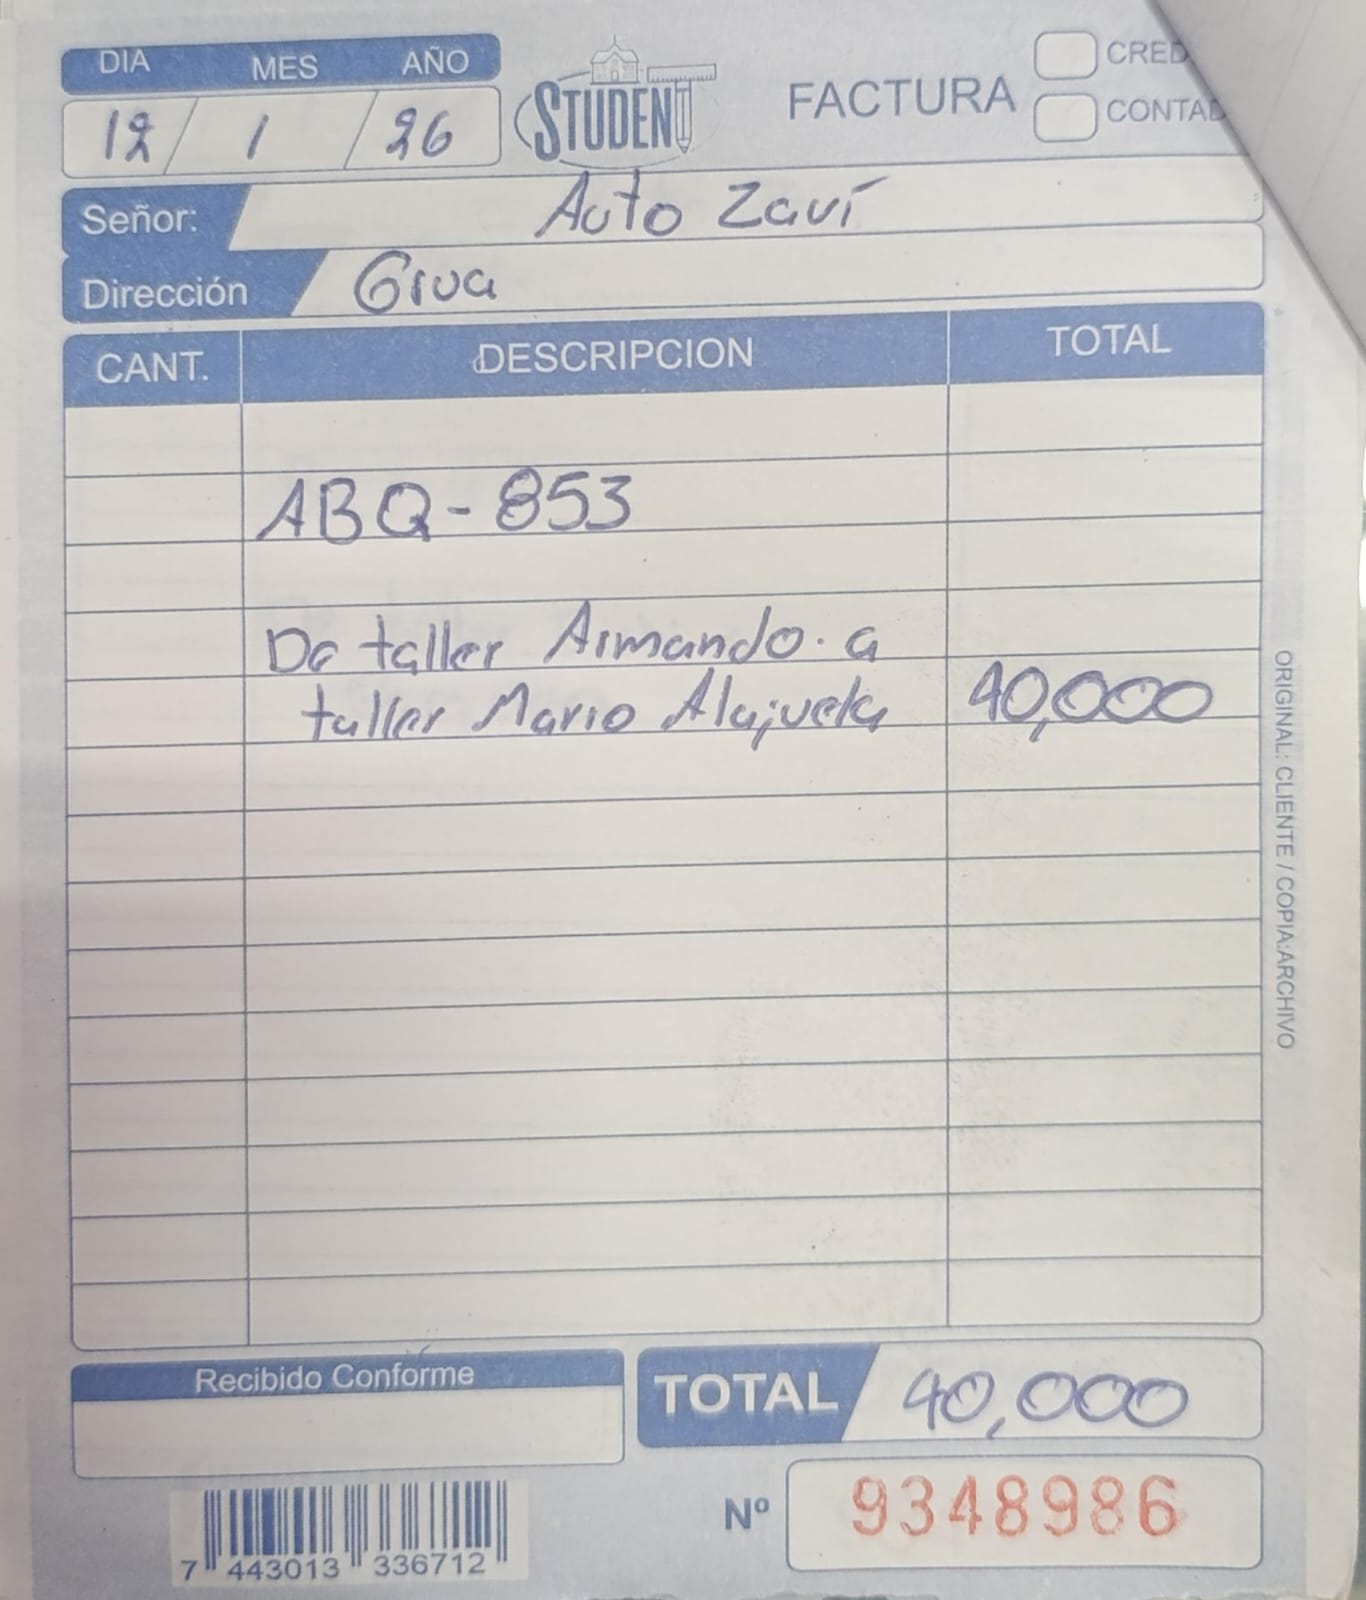 DIA MES AÑO
12 / 1 / 26
STUDENT
FACTURA
CRED
CONTAD
Señor: Auto Zavi
Dirección Grua
CANT. DESCRIPCION TOTAL
ABQ-853
De taller Armando. a
taller Mario Alajuela 40,000
ORIGINAL: CLIENTE / COPIA:ARCHIVO
Recibido Conforme
TOTAL 40,000
Nº 9348986
7 443013 336712